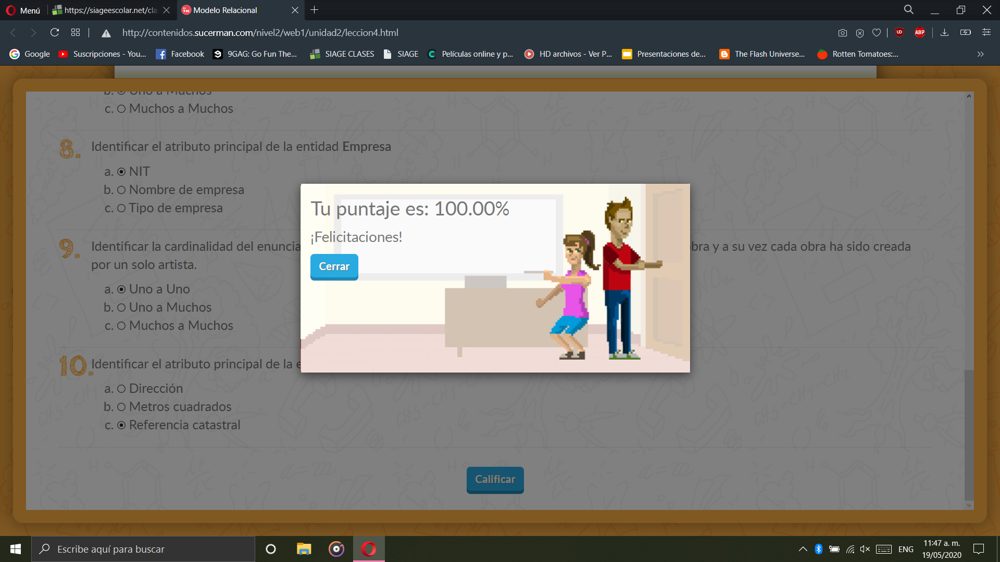 Menú
https://siageescolar.net/cla
Modelo Relacional
http://contenidos.sucerman.com/nivel2/web1/unidad2/leccion4.html
UD
ABP
Google
Suscripciones - You...
Facebook
9GAG: Go Fun The...
SIAGE CLASES
SIAGE
Películas online y p...
HD archivos - Ver P...
Presentaciones de...
The Flash Universe...
Rotten Tomatoes:...
b. Uno a Muchos
c. Muchos a Muchos
8. Identificar el atributo principal de la entidad Empresa
a. NIT
b. Nombre de empresa
c. Tipo de empresa
Tu puntaje es: 100.00%
¡Felicitaciones!
Cerrar
9. Identificar la cardinalidad del enuncia
bra y a su vez cada obra ha sido creada
por un solo artista.
a. Uno a Uno
b. Uno a Muchos
c. Muchos a Muchos
10. Identificar el atributo principal de la e
a. Dirección
b. Metros cuadrados
c. Referencia catastral
Calificar
Escribe aquí para buscar
ENG
11:47 a. m.
19/05/2020